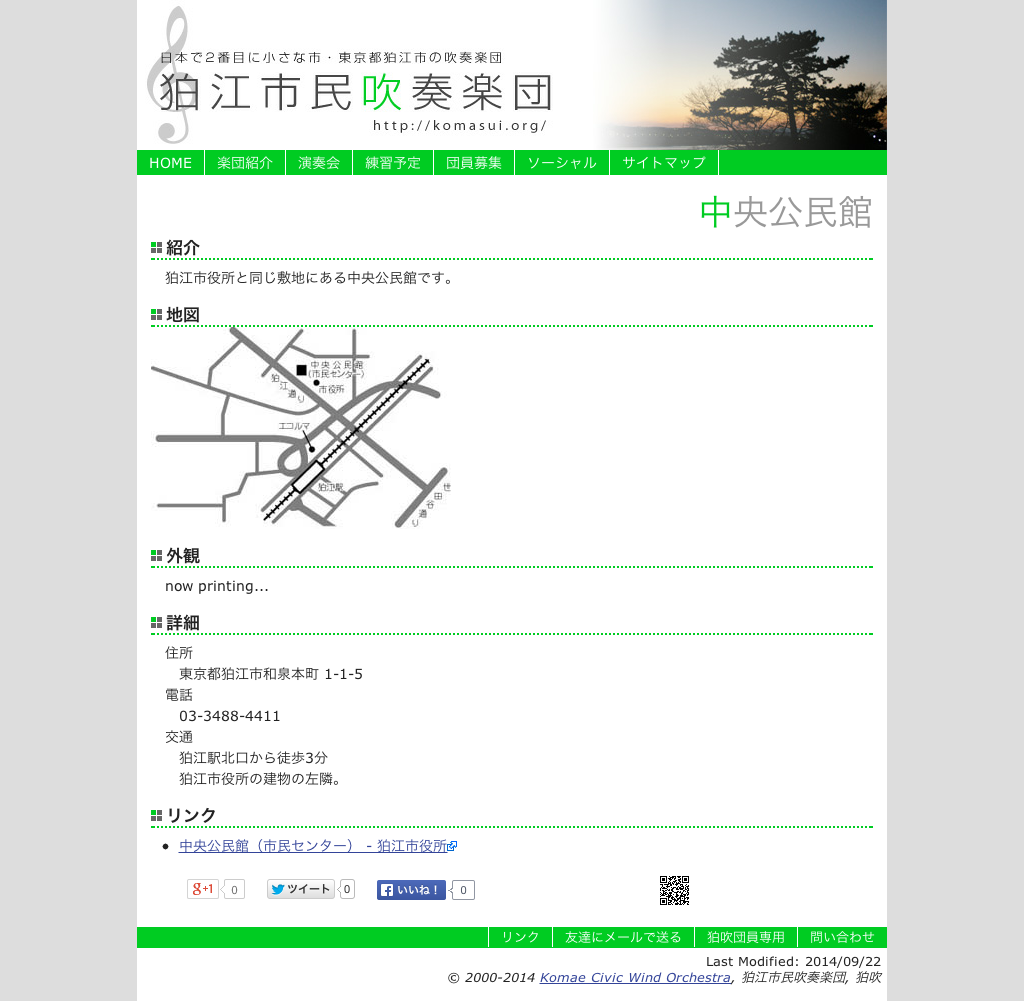 日本で2番目に小さな市・東京都狛江市の吹奏楽団
狛江市民吹奏楽団
http://komasui.org/
HOME 楽団紹介 演奏会 練習予定 団員募集 ソーシャル サイトマップ
中央公民館
紹介
狛江市役所と同じ敷地にある中央公民館です。
地図
中央公民館
(市民センター)
市役所
狛江通り
エコルマ
狛江駅
世田谷通り
外観
now printing...
詳細
住所
東京都狛江市和泉本町 1-1-5
電話
03-3488-4411
交通
狛江駅北口から徒歩3分
狛江市役所の建物の左隣。
リンク
中央公民館（市民センター） - 狛江市役所
g+1 0 ツイート 0 いいね！ 0
リンク 友達にメールで送る 狛吹団員専用 問い合わせ
Last Modified: 2014/09/22
© 2000-2014 Komae Civic Wind Orchestra, 狛江市民吹奏楽団, 狛吹